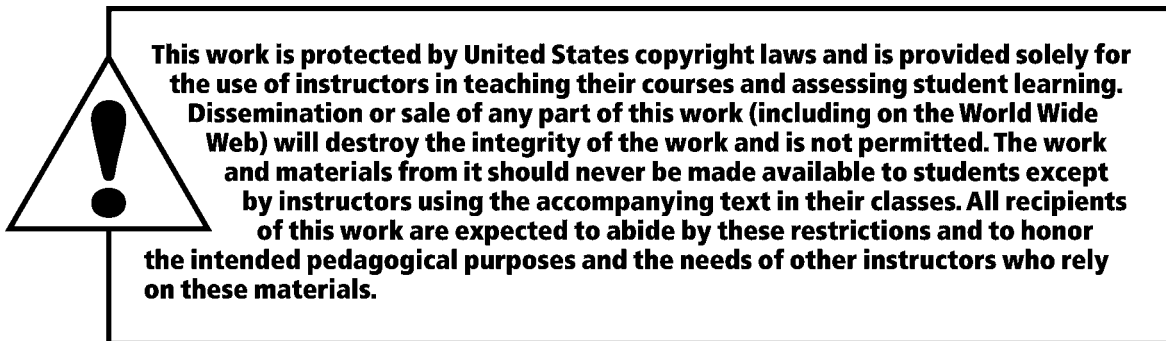 This work is protected by United States copyright laws and is provided solely for
the use of instructors in teaching their courses and assessing student learning.
Dissemination or sale of any part of this work (including on the World Wide
Web) will destroy the integrity of the work and is not permitted. The work
and materials from it should never be made available to students except
by instructors using the accompanying text in their classes. All recipients
of this work are expected to abide by these restrictions and to honor
the intended pedagogical purposes and the needs of other instructors who rely
on these materials.